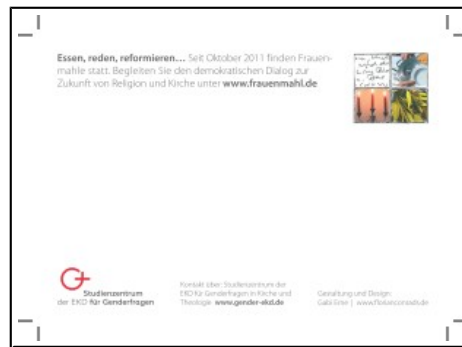 Essen, reden, reformieren… Seit Oktober 2011 finden Frauen-
mahle statt. Begleiten Sie den demokratischen Dialog zur
Zukunft von Religion und Kirche unter www.frauenmahl.de
Studienzentrum
der EKD für Genderfragen
Kontakt über: Studienzentrum der
EKD für Genderfragen in Kirche und
Theologie www.gender-ekd.de
Gestaltung und Design:
Gabi Erne |